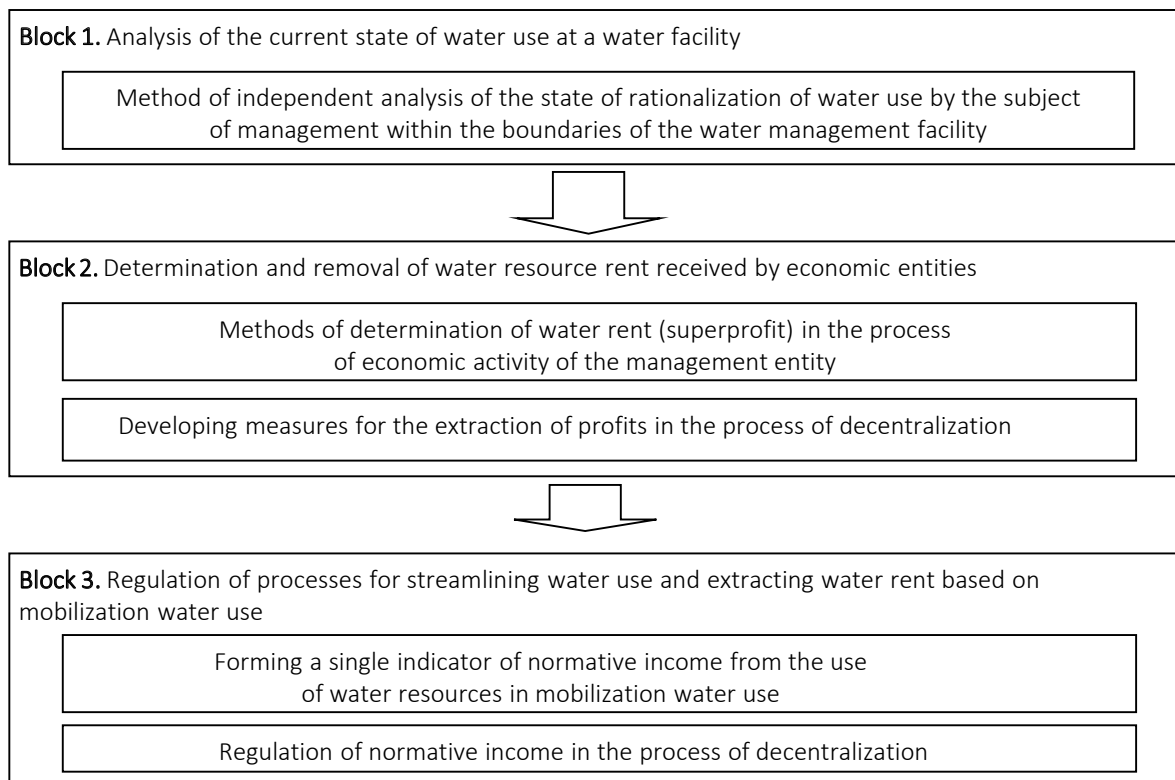 Block 1. Analysis of the current state of water use at a water facility
Method of independent analysis of the state of rationalization of water use by the subject
of management within the boundaries of the water management facility
Block 2. Determination and removal of water resource rent received by economic entities
Methods of determination of water rent (superprofit) in the process
of economic activity of the management entity
Developing measures for the extraction of profits in the process of decentralization
Block 3. Regulation of processes for streamlining water use and extracting water rent based on
mobilization water use
Forming a single indicator of normative income from the use
of water resources in mobilization water use
Regulation of normative income in the process of decentralization